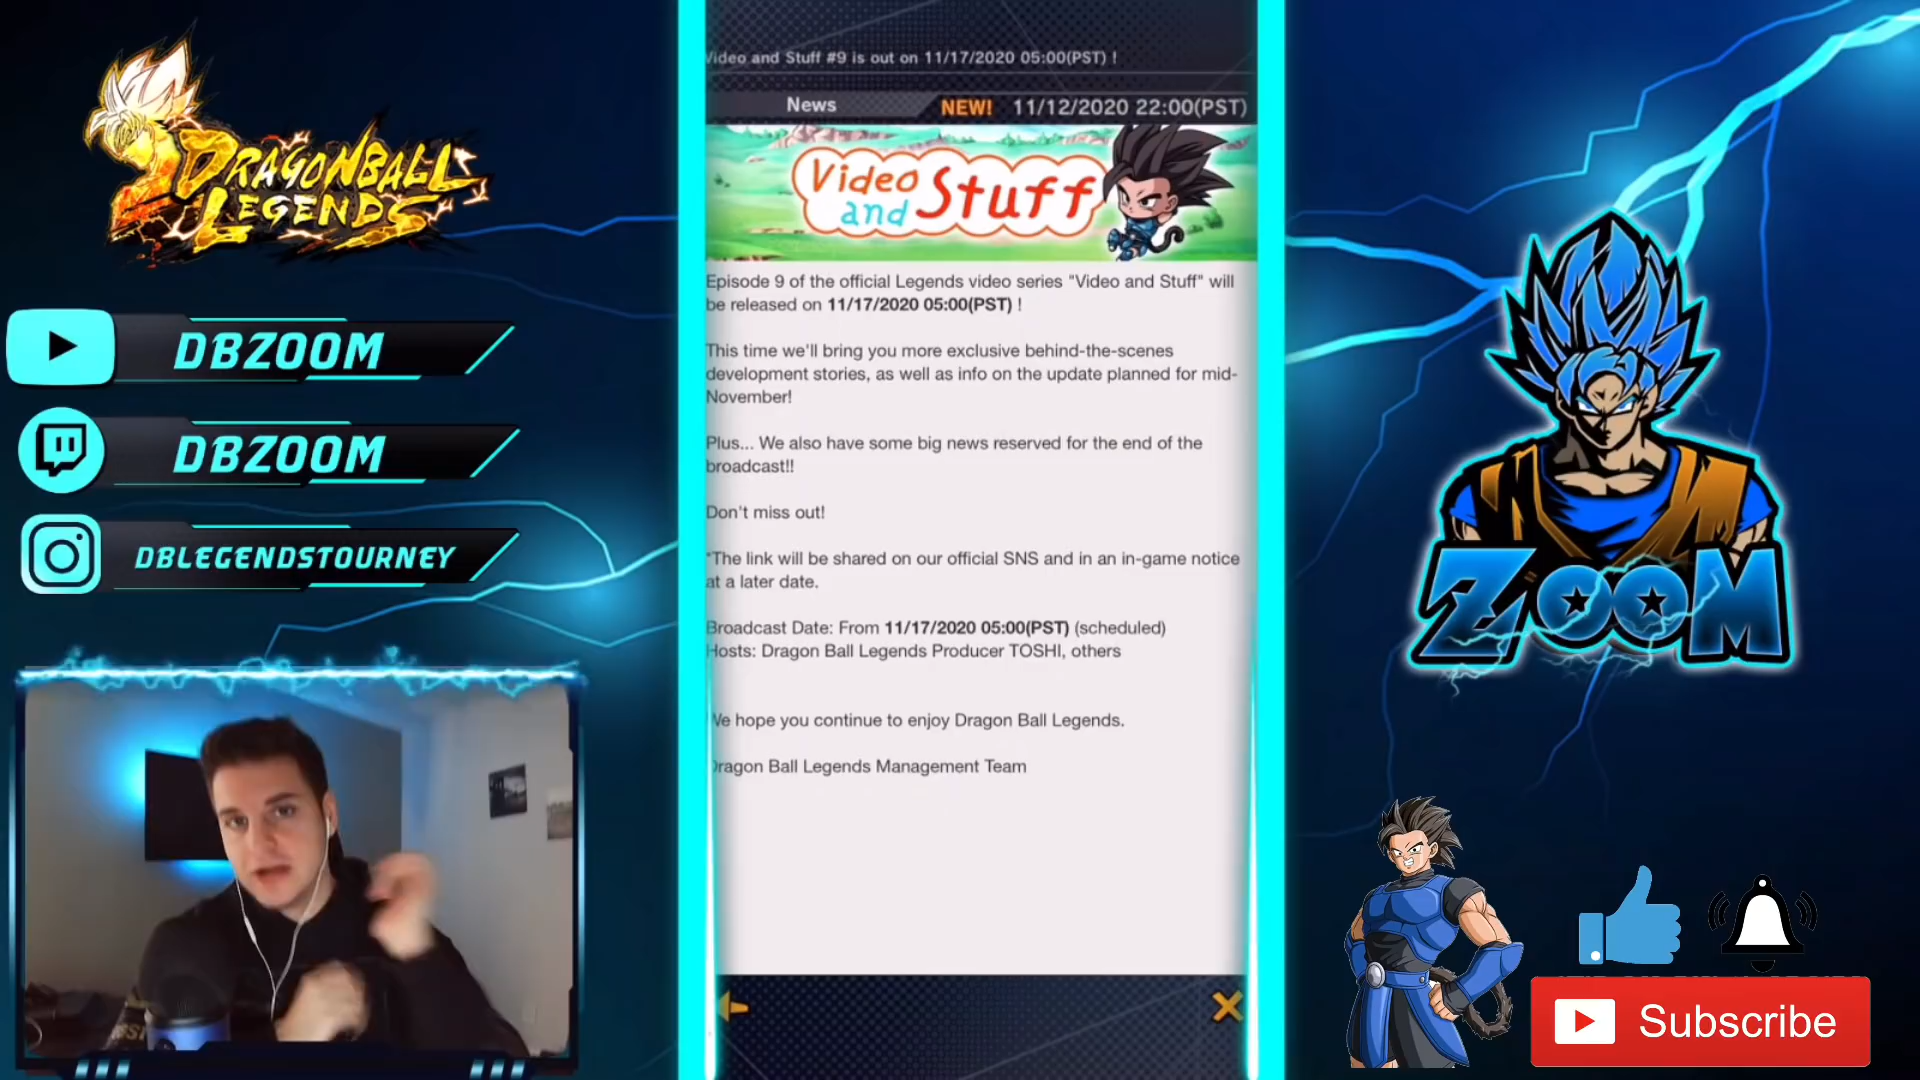 DRAGONBALL
LEGENDS
DBZOOM
DBZOOM
DBLEGENDSTOURNEY
Video and Stuff #9 is out on 11/17/2020 05:00(PST) !
News NEW! 11/12/2020 22:00(PST)
Video
and Stuff
Episode 9 of the official Legends video series "Video and Stuff" will
be released on 11/17/2020 05:00(PST) !
This time we'll bring you more exclusive behind-the-scenes
development stories, as well as info on the update planned for mid-
November!
Plus... We also have some big news reserved for the end of the
broadcast!!
Don't miss out!
*The link will be shared on our official SNS and in an in-game notice
at a later date.
Broadcast Date: From 11/17/2020 05:00(PST) (scheduled)
Hosts: Dragon Ball Legends Producer TOSHI, others
We hope you continue to enjoy Dragon Ball Legends.
Dragon Ball Legends Management Team
ZOOM
Subscribe